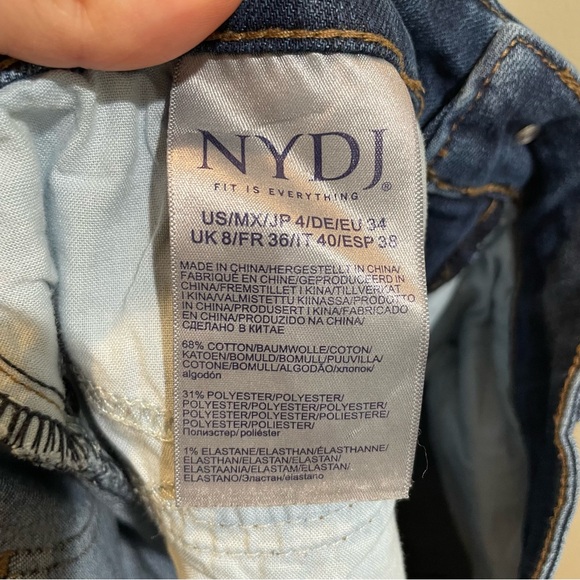 NYDJ®
FIT IS EVERYTHING
US/MX/JP 4/DE/EU 34
UK 8/FR 36/IT 40/ESP 38
MADE IN CHINA/HERGESTELLT IN CHINA/
FABRIQUÉ EN CHINE/GEPRODUCEERD IN
CHINA/FREMSTILLET I KINA/TILLVERKAT
I KINA/VALMISTETTU KIINASSA/PRODOTTO
IN CHINA/PRODUSERT I KINA/FABRICADO
EN CHINA/PRODUZIDO NA CHINA/
СДЕЛАНО В КИТАЕ
68% COTTON/BAUMWOLLE/COTON/
KATOEN/BOMULD/BOMULL/PUUVILLA/
COTONE/BOMULL/ALGODÃO/хлопок/
algodón
31% POLYESTER/POLYESTER/
POLYESTER/POLYESTER/POLYESTER/
POLYESTER/POLYESTER/POLIESTERE/
POLYESTER/POLIESTER/
Полиэстер/ poliéster
1% ELASTANE/ELASTHAN/ÉLASTHANNE/
ELASTHAN/ELASTAN/ELASTAN/
ELASTAANIA/ELASTAM/ELASTAN/
ELASTANO/Эластан/elastano